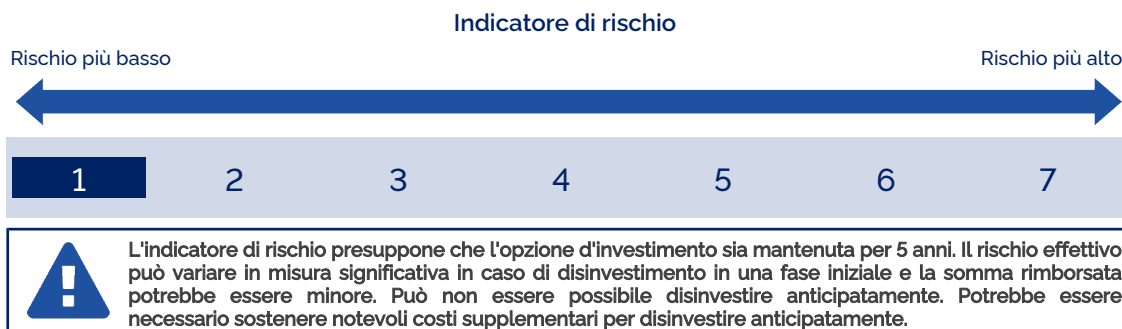 Indicatore di rischio
Rischio più basso
Rischio più alto
1 2 3 4 5 6 7
L'indicatore di rischio presuppone che l'opzione d'investimento sia mantenuta per 5 anni. Il rischio effettivo
può variare in misura significativa in caso di disinvestimento in una fase iniziale e la somma rimborsata
potrebbe essere minore. Può non essere possibile disinvestire anticipatamente. Potrebbe essere
necessario sostenere notevoli costi supplementari per disinvestire anticipatamente.